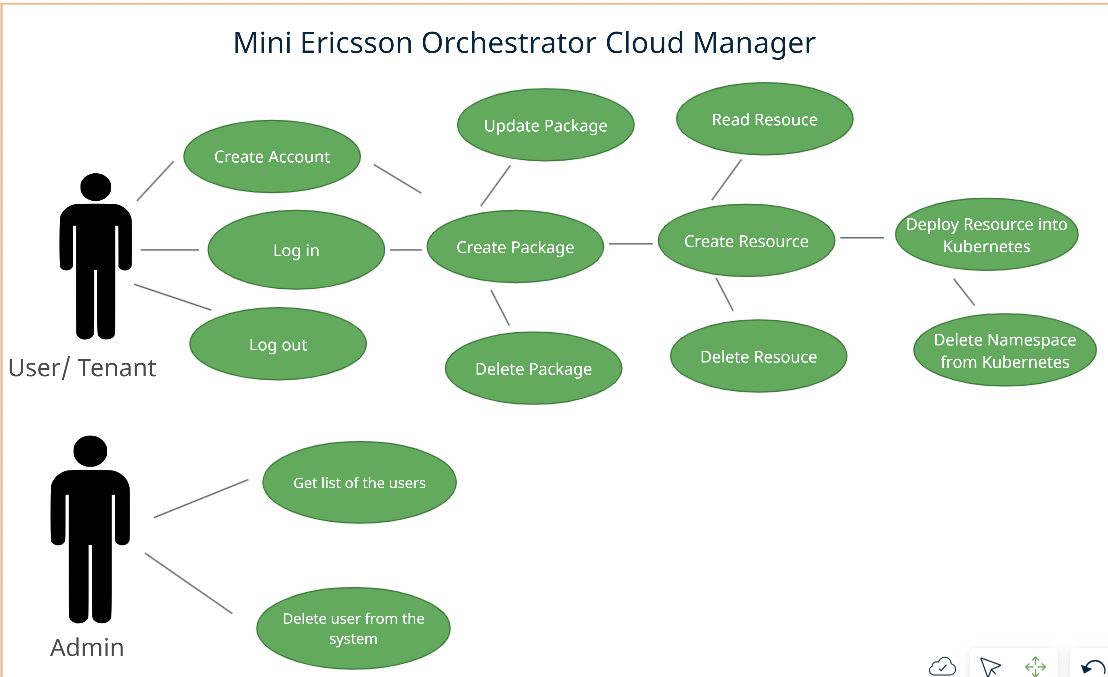 Mini Ericsson Orchestrator Cloud Manager
Update Package
Read Resouce
Create Account
Deploy Resource into
Kubernetes
Log in
Create Package
Create Resource
Log out
Delete Package
Delete Resouce
Delete Namespace
from Kubernetes
User/ Tenant
Get list of the users
Delete user from the
system
Admin